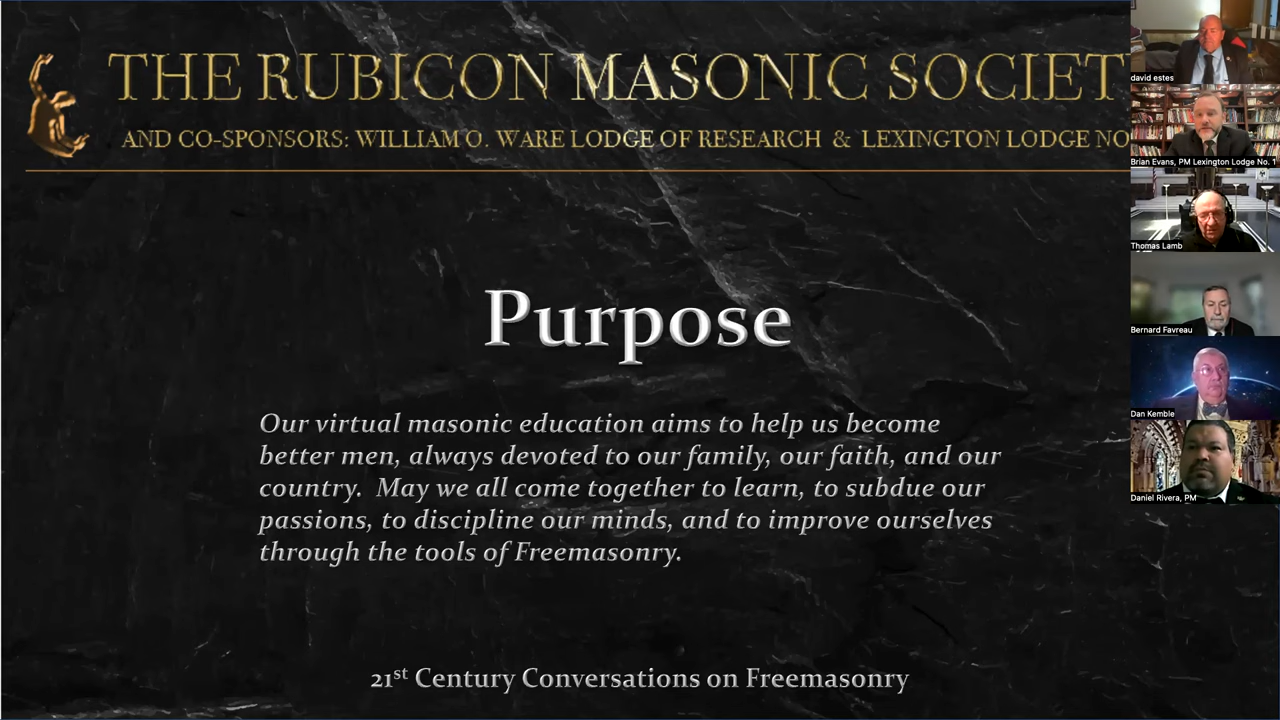 THE RUBICON MASONIC SOCIET
AND CO-SPONSORS: WILLIAM O. WARE LODGE OF RESEARCH & LEXINGTON LODGE NO
Purpose
Our virtual masonic education aims to help us become
better men, always devoted to our family, our faith, and our
country. May we all come together to learn, to subdue our
passions, to discipline our minds, and to improve ourselves
through the tools of Freemasonry.
21st Century Conversations on Freemasonry
david estes
Brian Evans, PM Lexington Lodge No. 1
Thomas Lamb
Bernard Favreau
Dan Kemble
Daniel Rivera, PM